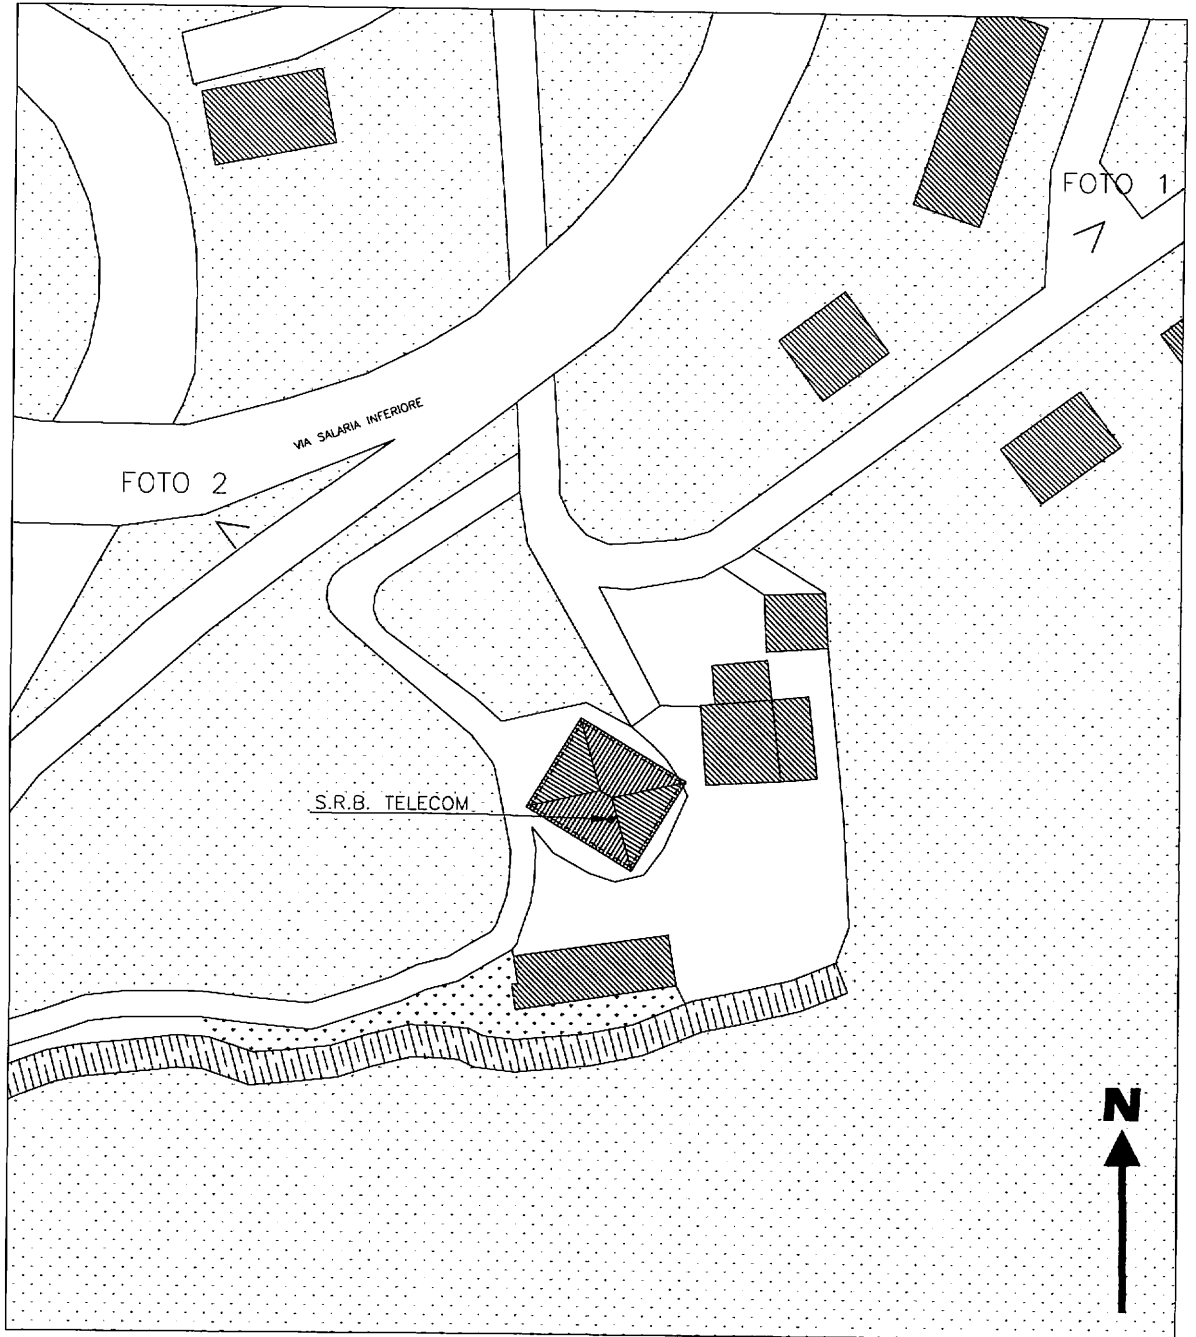 FOTO 1
VIA SALARIA INFERIORE
FOTO 2
S.R.B. TELECOM
N